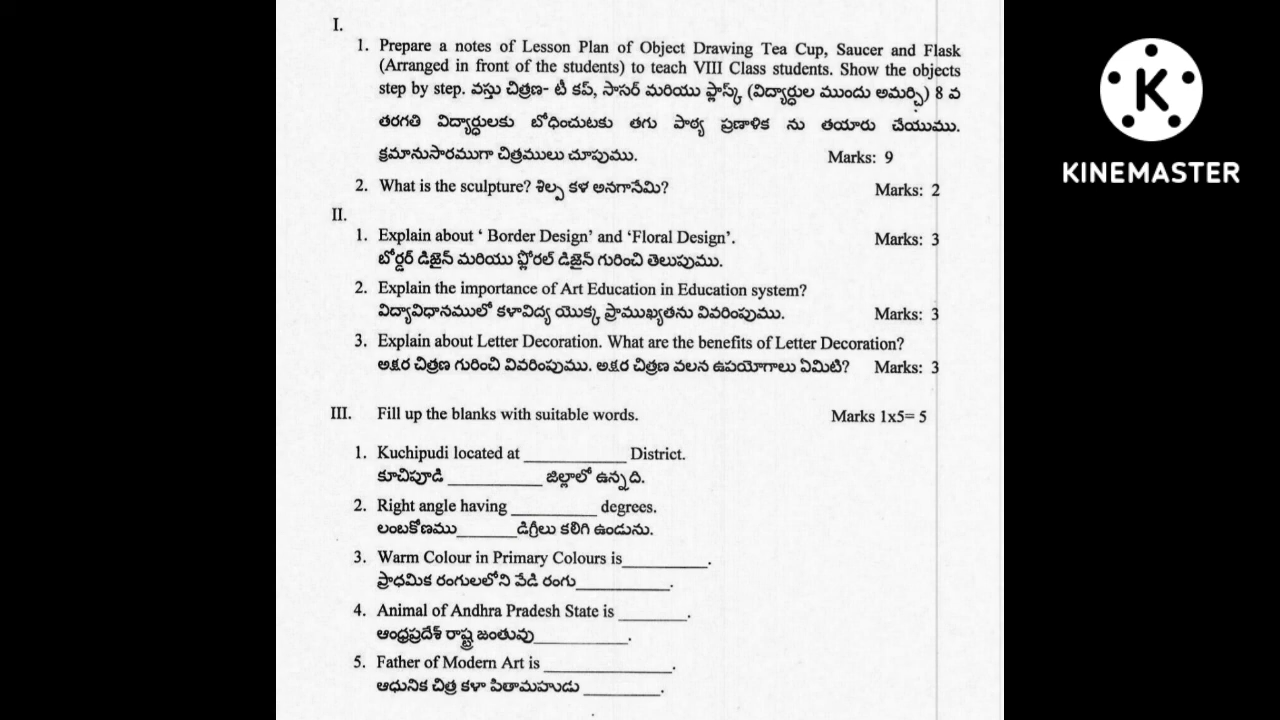 I.
1. Prepare a notes of Lesson Plan of Object Drawing Tea Cup, Saucer and Flask
(Arranged in front of the students) to teach VIII Class students. Show the objects
step by step. వస్తు చిత్రణ- టీ కప్, సాసర్ మరియు ఫ్లాస్క్ (విద్యార్థుల ముందు అమర్చి) 8 వ
తరగతి విద్యార్థులకు బోధించుటకు తగు పాఠ్య ప్రణాళిక ను తయారు చేయుము.
క్రమానుసారముగా చిత్రములు చూపుము. Marks: 9
2. What is the sculpture? శిల్ప కళ అనగానేమి? Marks: 2
II.
1. Explain about ‘ Border Design’ and ‘Floral Design’. Marks: 3
బోర్డర్ డిజైన్ మరియు ఫ్లోరల్ డిజైన్ గురించి తెలుపుము.
2. Explain the importance of Art Education in Education system?
విద్యావిధానములో కళావిద్య యొక్క ప్రాముఖ్యతను వివరింపుము. Marks: 3
3. Explain about Letter Decoration. What are the benefits of Letter Decoration?
అక్షర చిత్రణ గురించి వివరింపుము. అక్షర చిత్రణ వలన ఉపయోగాలు ఏమిటి? Marks: 3
III. Fill up the blanks with suitable words. Marks 1x5= 5
1. Kuchipudi located at ____________ District.
కూచిపూడి ___________ జిల్లాలో ఉన్నది.
2. Right angle having __________ degrees.
లంబకోణము_______డిగ్రీలు కలిగి ఉండును.
3. Warm Colour in Primary Colours is__________.
ప్రాధమిక రంగులలోని వేడి రంగు___________.
4. Animal of Andhra Pradesh State is ________.
ఆంధ్రప్రదేశ్ రాష్ట్ర జంతువు___________.
5. Father of Modern Art is _______________.
ఆధునిక చిత్ర కళా పితామహుడు _________.
K
KINEMASTER